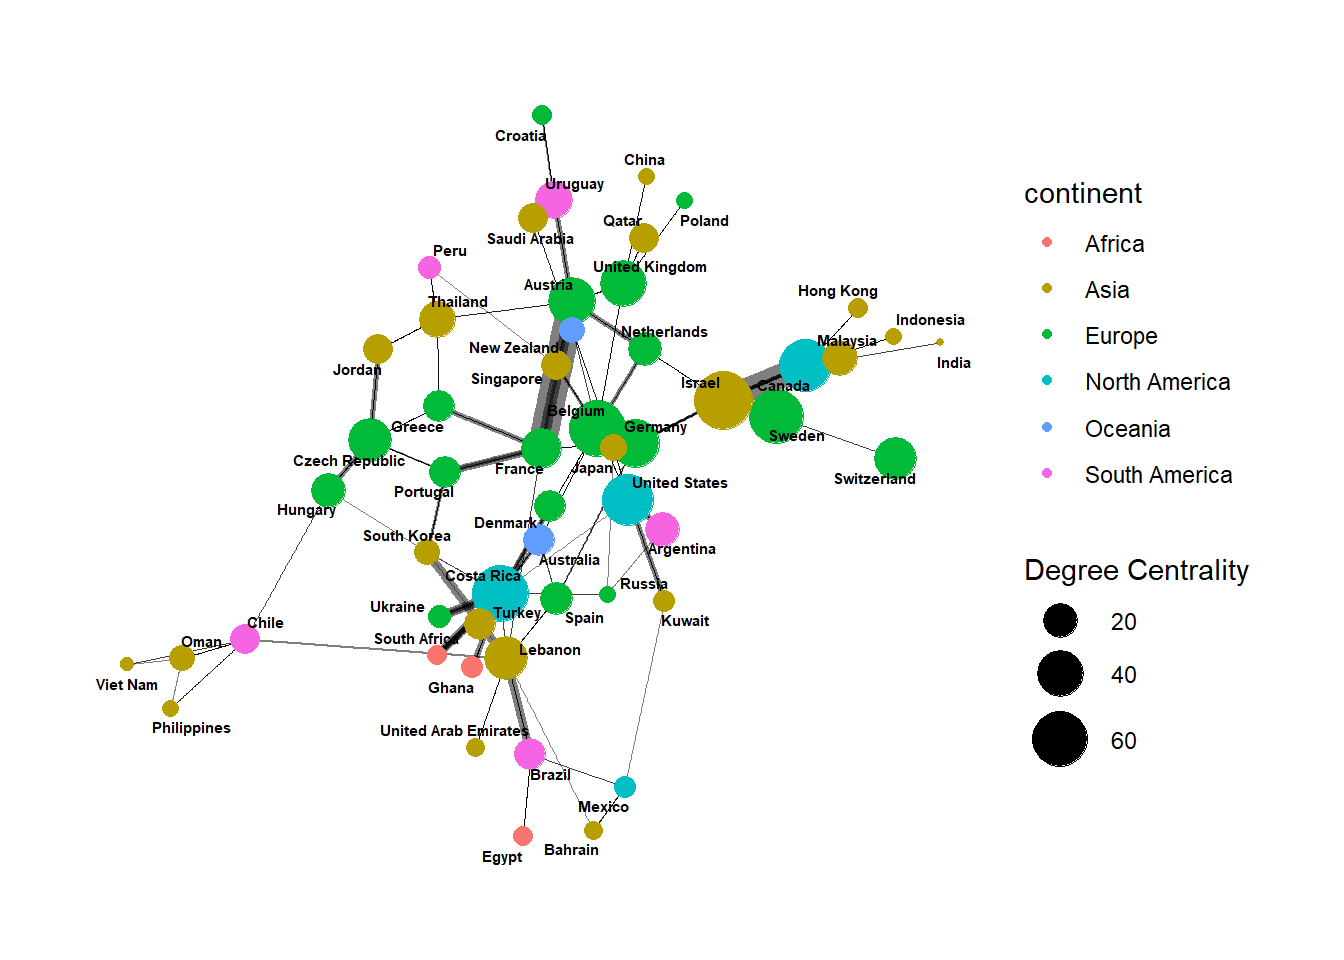 Croatia
China
Uruguay
Poland
Qatar
Saudi Arabia
Peru
United Kingdom
Austria
Hong Kong
Thailand
Indonesia
Netherlands
Malaysia
New Zealand
India
Jordan
Singapore
Israel
Canada
Belgium
Greece
Germany
Sweden
Czech Republic
France
Japan
Switzerland
United States
Portugal
Hungary
Denmark
South Korea
Argentina
Australia
Costa Rica
Russia
Ukraine
Turkey
Spain
Kuwait
Chile
South Africa
Oman
Lebanon
Viet Nam
Ghana
Philippines
United Arab Emirates
Brazil
Mexico
Bahrain
Egypt
continent
Africa
Asia
Europe
North America
Oceania
South America
Degree Centrality
20
40
60